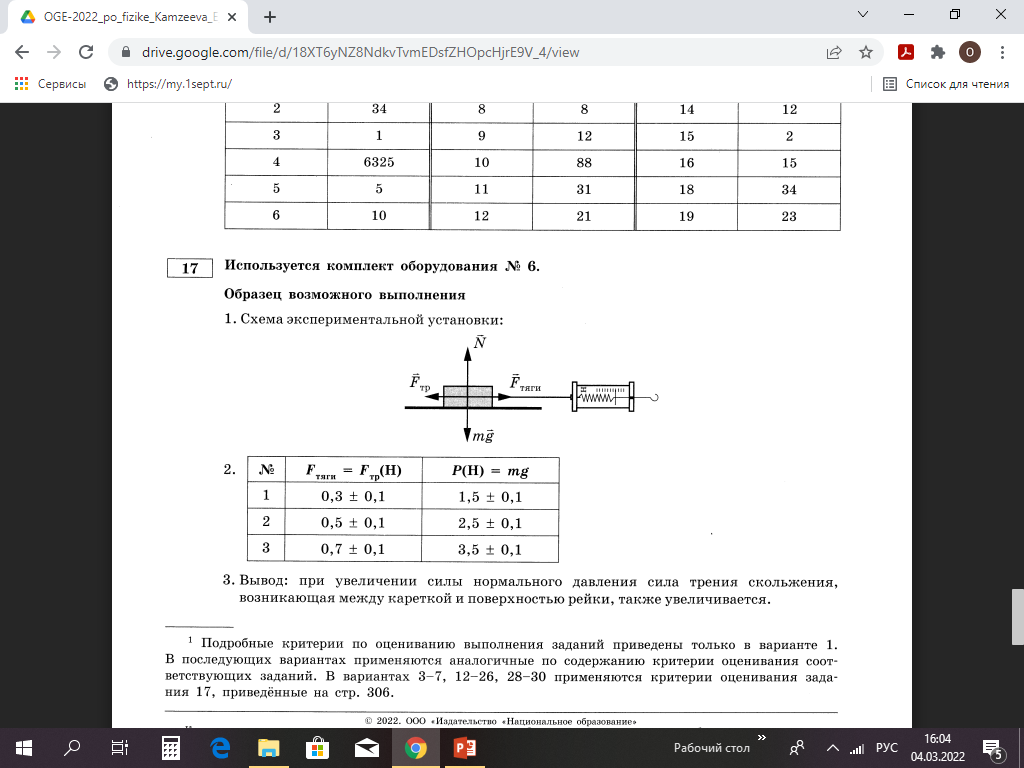 OGE-2022_po_fizike_Kamzeeva_E
drive.google.com/file/d/18XT6yNZ8NdkvTvmEDsfZHOpcHjrE9V_4/view
O
Сервисы https://my.1sept.ru/ Список для чтения
2 34 8 8 14 12
3 1 9 12 15 2
4 6325 10 88 16 15
5 5 11 31 18 34
6 10 12 21 19 23
17 Используется комплект оборудования № 6.
Образец возможного выполнения
1. Схема экспериментальной установки:
N⃗
F⃗тр F⃗тяги Н
mg⃗
2. № Fтяги = Fтр(Н) P(Н) = mg
1 0,3 ± 0,1 1,5 ± 0,1
2 0,5 ± 0,1 2,5 ± 0,1
3 0,7 ± 0,1 3,5 ± 0,1
3. Вывод: при увеличении силы нормального давления сила трения скольжения,
возникающая между кареткой и поверхностью рейки, также увеличивается.
¹ Подробные критерии по оцениванию выполнения заданий приведены только в варианте 1.
В последующих вариантах применяются аналогичные по содержанию критерии оценивания соот-
ветствующих заданий. В вариантах 3–7, 12–26, 28–30 применяются критерии оценивания зада-
ния 17, приведённые на стр. 306.
© 2022. ООО «Издательство «Национальное образование»
Рабочий стол » РУС 16:04
04.03.2022 5